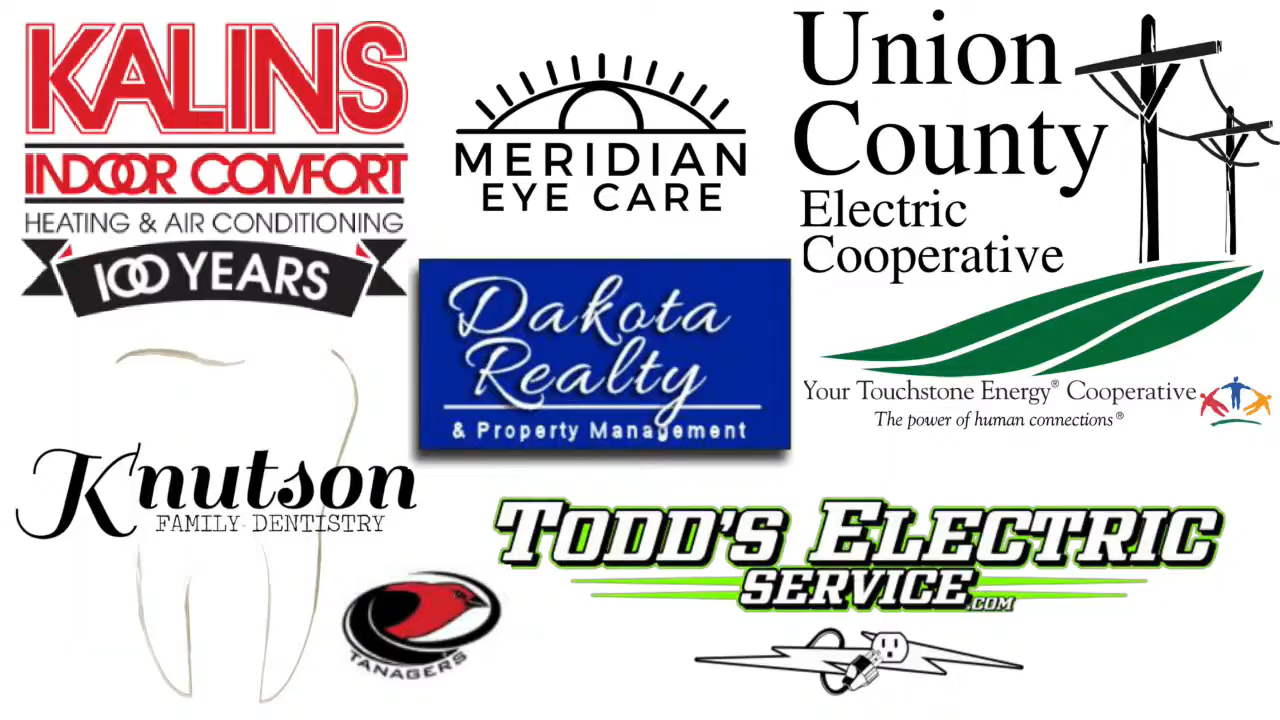 KALINS
INDOOR COMFORT
HEATING & AIR CONDITIONING
100 YEARS
MERIDIAN
EYE CARE
Union
County
Electric
Cooperative
Your Touchstone Energy® Cooperative
The power of human connections®
Dakota
Realty
& Property Management
Knutson
FAMILY DENTISTRY
TANAGERS
TODD'S ELECTRIC
SERVICE.COM